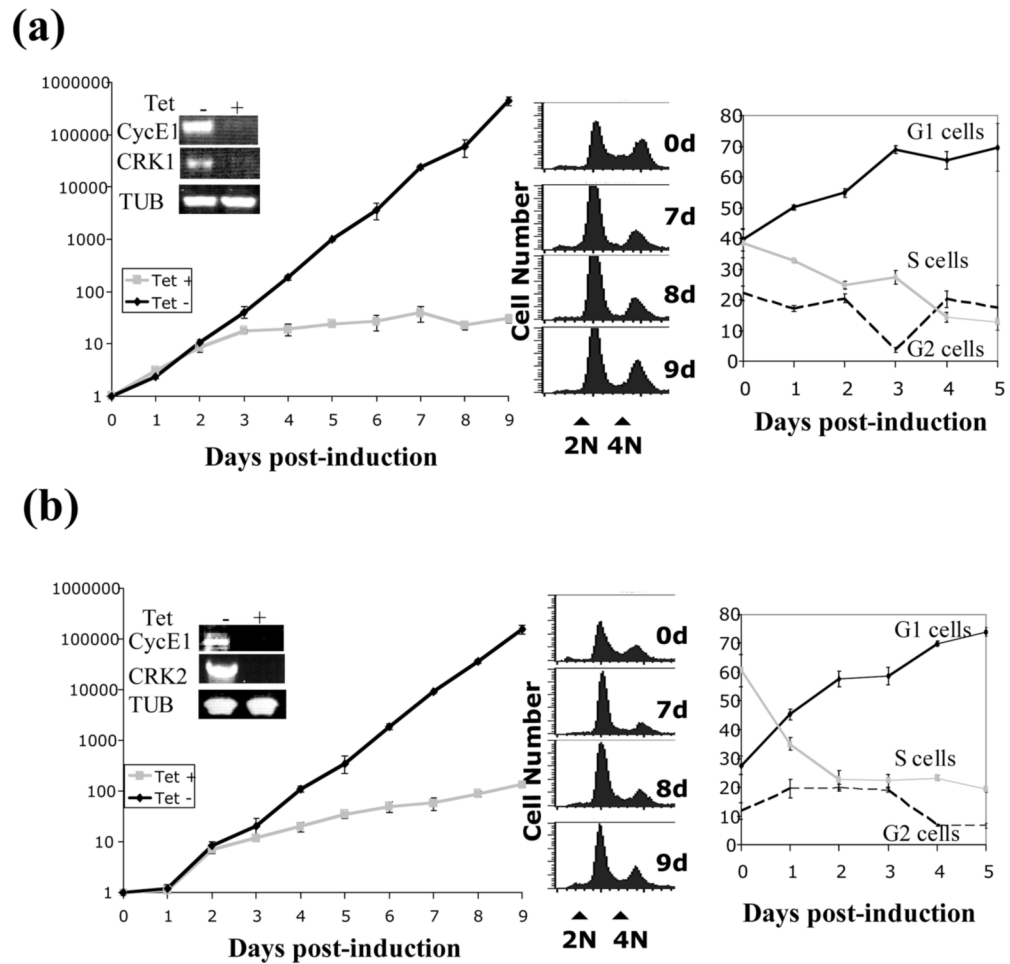 (a)
1000000
100000
10000
1000
100
10
1
Tet - +
CycE1
CRK1
TUB
Tet +
Tet -
0 1 2 3 4 5 6 7 8 9
Days post-induction
Cell Number
0d
7d
8d
9d
2N 4N
80
70
60
50
40
30
20
10
0
G1 cells
S cells
G2 cells
0 1 2 3 4 5
Days post-induction
(b)
1000000
100000
10000
1000
100
10
1
Tet - +
CycE1
CRK2
TUB
Tet +
Tet -
0 1 2 3 4 5 6 7 8 9
Days post-induction
Cell Number
0d
7d
8d
9d
2N 4N
80
70
60
50
40
30
20
10
0
G1 cells
S cells
G2 cells
0 1 2 3 4 5
Days post-induction